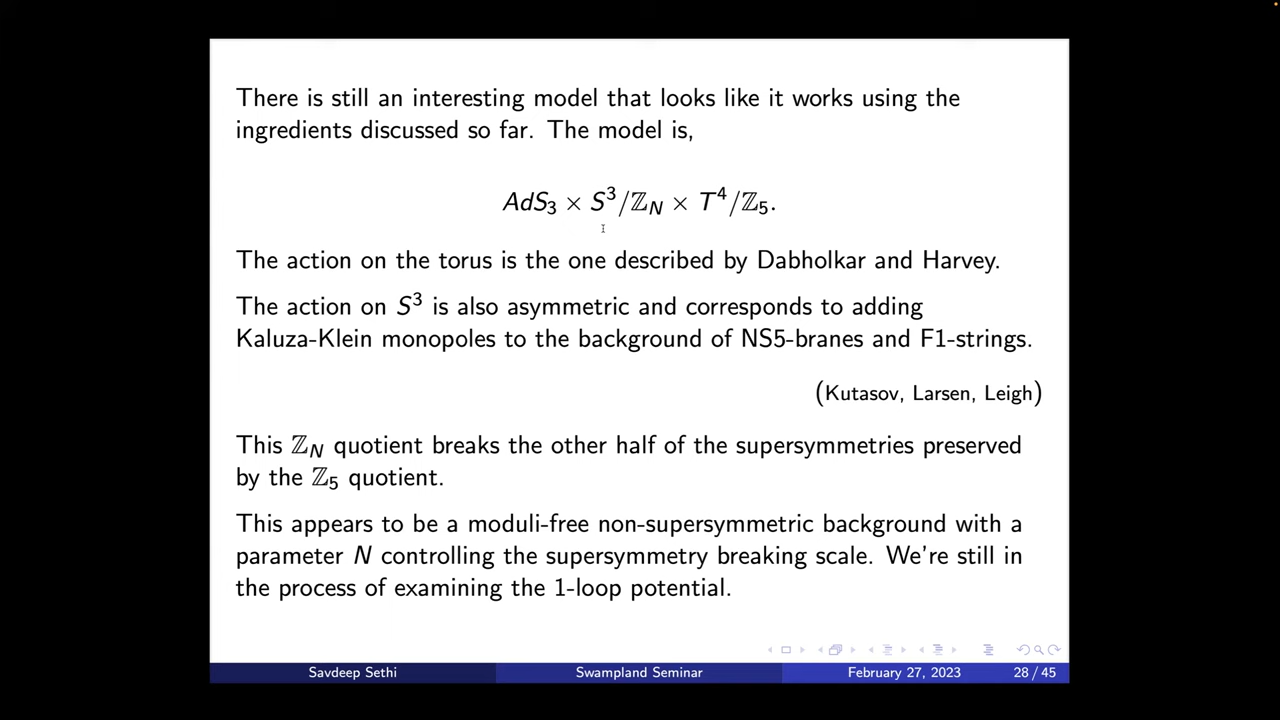 There is still an interesting model that looks like it works using the
ingredients discussed so far. The model is,
AdS₃ × S³/ℤ_N × T⁴/ℤ₅.
The action on the torus is the one described by Dabholkar and Harvey.
The action on S³ is also asymmetric and corresponds to adding
Kaluza-Klein monopoles to the background of NS5-branes and F1-strings.
(Kutasov, Larsen, Leigh)
This ℤ_N quotient breaks the other half of the supersymmetries preserved
by the ℤ₅ quotient.
This appears to be a moduli-free non-supersymmetric background with a
parameter N controlling the supersymmetry breaking scale. We're still in
the process of examining the 1-loop potential.
Savdeep Sethi Swampland Seminar February 27, 2023 28 / 45